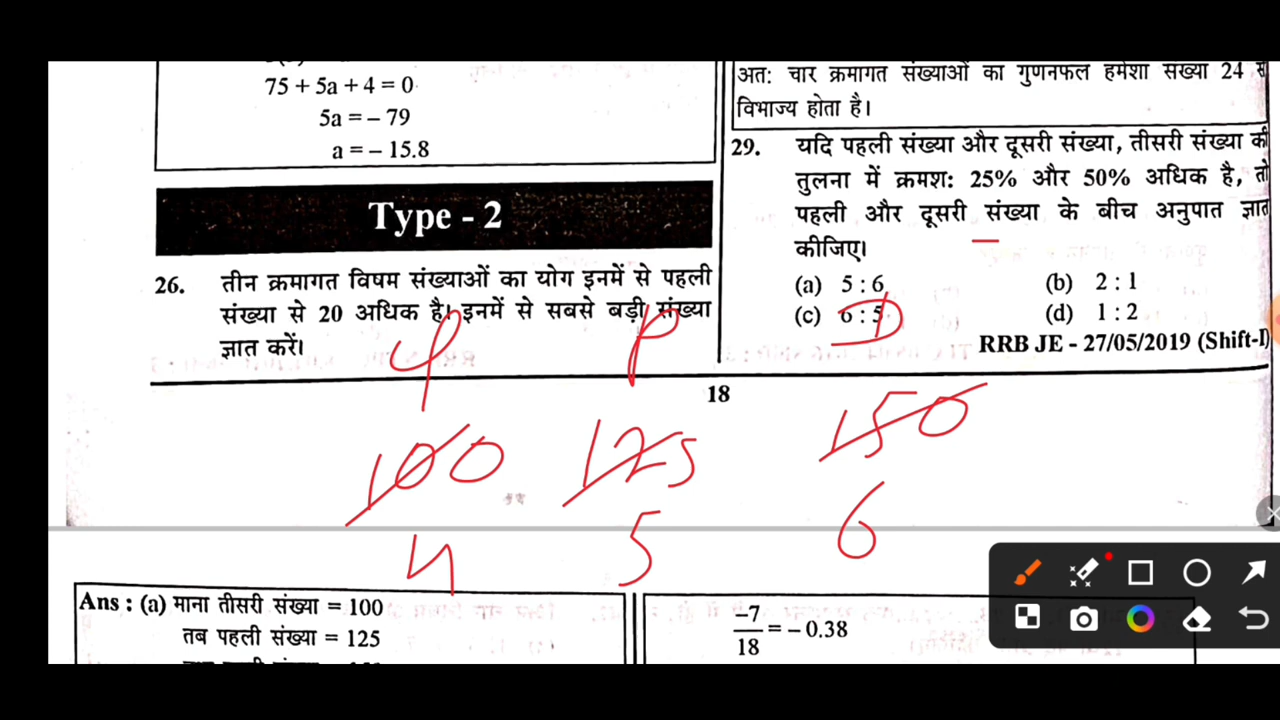 75 + 5a + 4 = 0
5a = – 79
a = – 15.8
Type - 2
26. तीन क्रमागत विषम संख्याओं का योग इनमें से पहली
संख्या से 20 अधिक है। इनमें से सबसे बड़ी संख्या
ज्ञात करें।
अतः चार क्रमागत संख्याओं का गुणनफल हमेशा संख्या 24 से
विभाज्य होता है।
29. यदि पहली संख्या और दूसरी संख्या, तीसरी संख्या की
तुलना में क्रमशः 25% और 50% अधिक है, तो
पहली और दूसरी संख्या के बीच अनुपात ज्ञात
कीजिए।
(a) 5 : 6 (b) 2 : 1
(c) 6 : 5 (d) 1 : 2
RRB JE - 27/05/2019 (Shift-I)
18
P D
100 125 150
4 5 6
Ans : (a) माना तीसरी संख्या = 100
तब पहली संख्या = 125
–7
18 = – 0.38